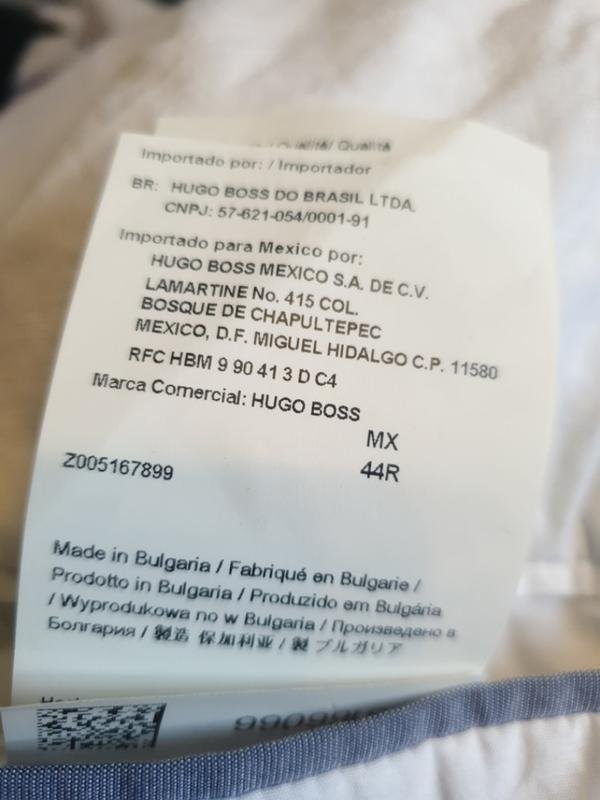 Qualité/ Qualità
Importado por: / Importador
BR: HUGO BOSS DO BRASIL LTDA.
CNPJ: 57-621-054/0001-91
Importado para Mexico por:
HUGO BOSS MEXICO S.A. DE C.V.
LAMARTINE No. 415 COL.
BOSQUE DE CHAPULTEPEC
MEXICO, D.F. MIGUEL HIDALGO C.P. 11580
RFC HBM 9 90 41 3 D C4
Marca Comercial: HUGO BOSS
MX
Z005167899 44R
Made in Bulgaria / Fabriqué en Bulgarie /
Prodotto in Bulgaria / Produzido em Bulgária
/ Wyprodukowa no w Bulgaria / Произведено в
Болгария / 製造 保加利亚 / 製 ブルガリア